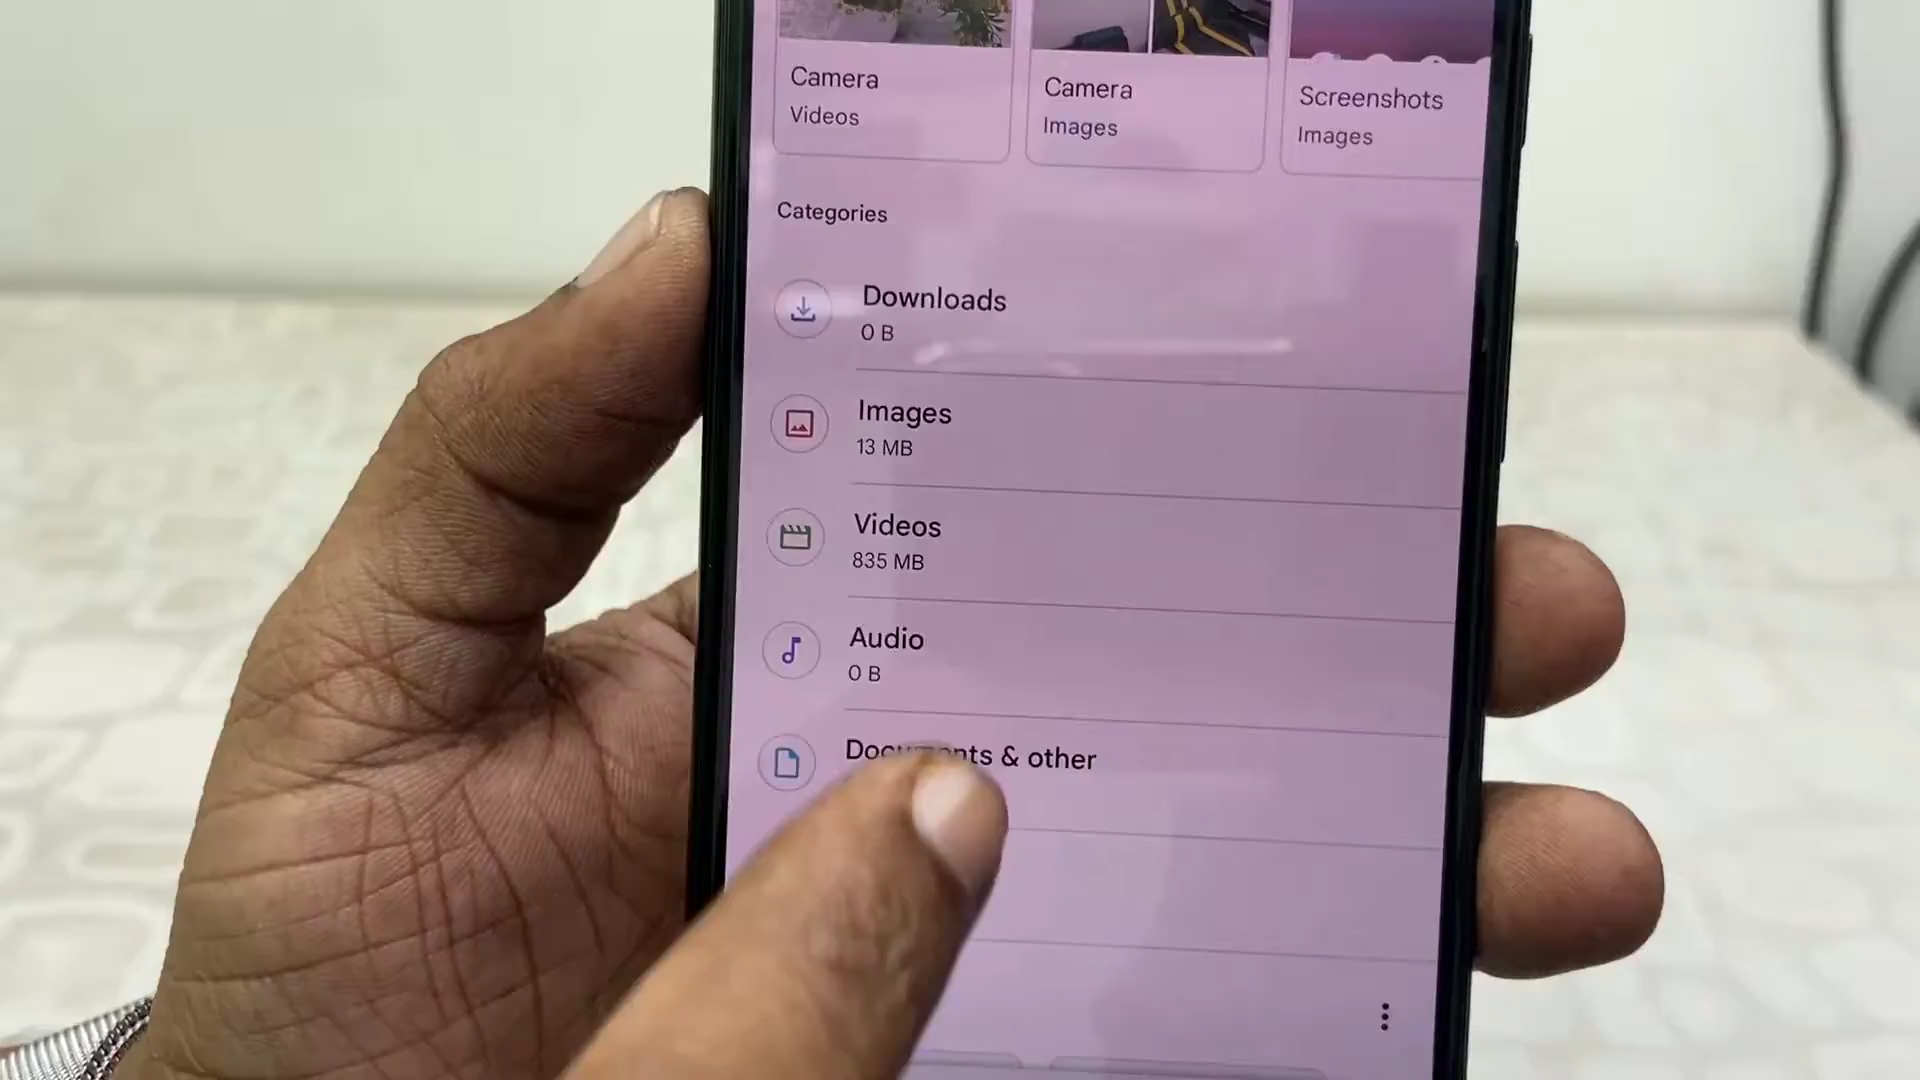 Camera
Videos
Camera
Images
Screenshots
Images
Categories
Downloads
0 B
Images
13 MB
Videos
835 MB
Audio
0 B
& other